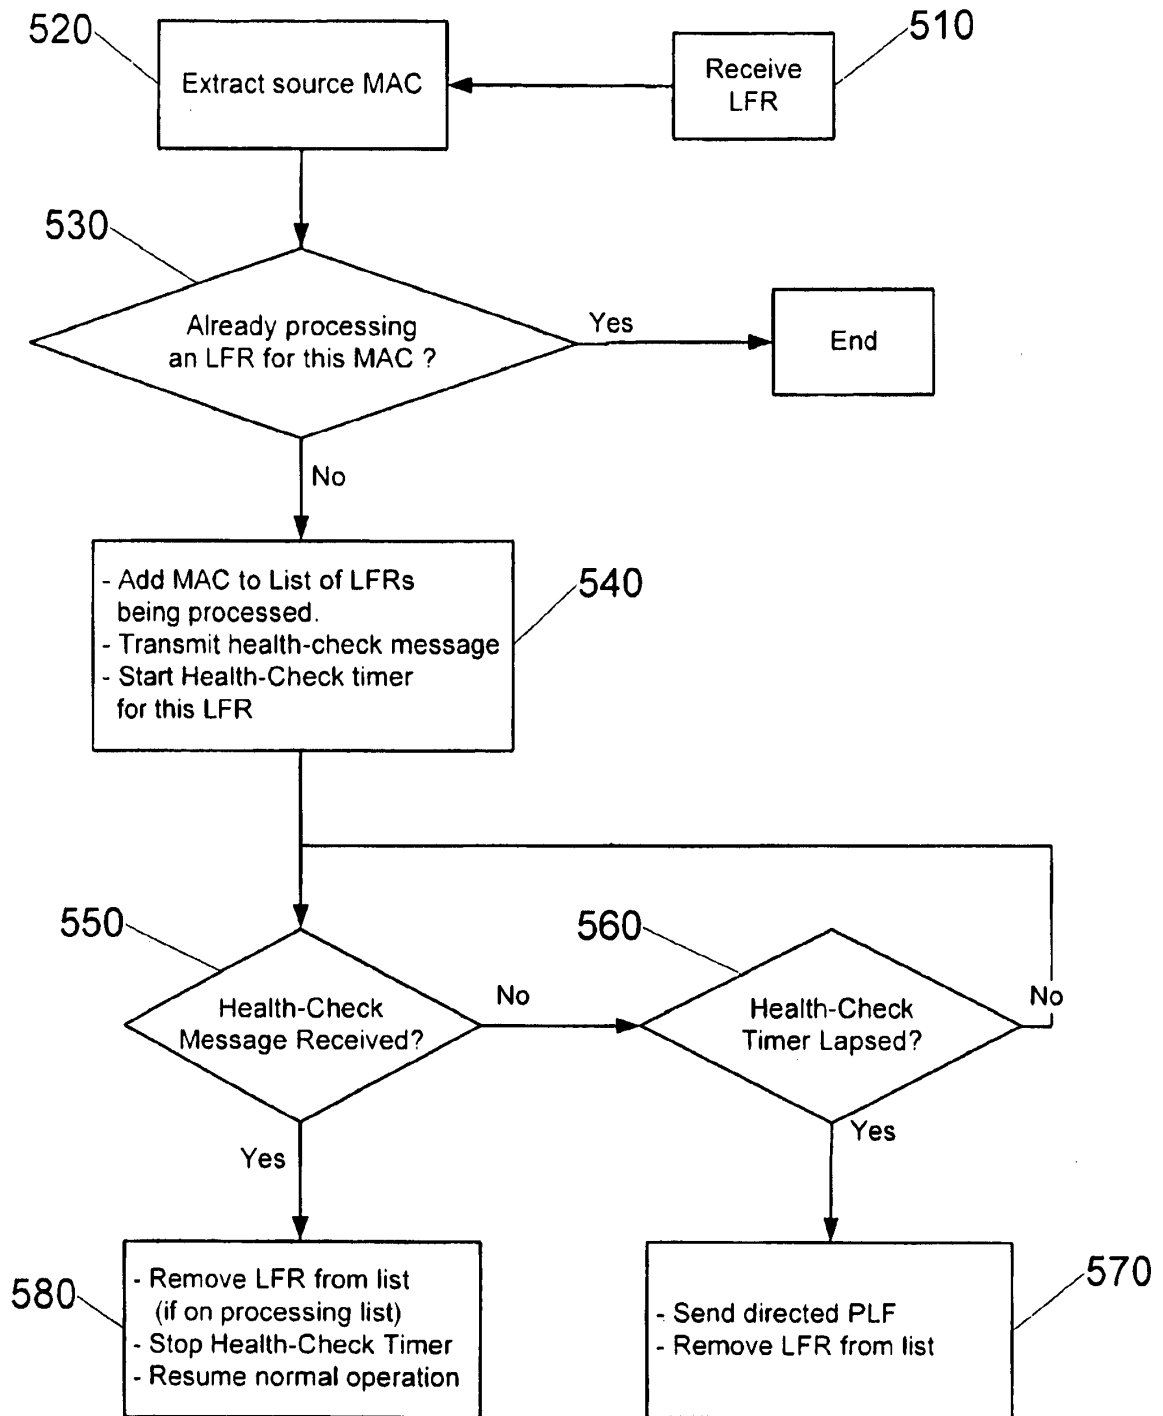 520
510
Extract source MAC
Receive
LFR
530
Already processing
an LFR for this MAC ?
Yes
End
No
- Add MAC to List of LFRs
being processed.
- Transmit health-check message
- Start Health-Check timer
for this LFR
540
550
560
Health-Check
Message Received?
No
Health-Check
Timer Lapsed?
No
Yes
Yes
580
- Remove LFR from list
(if on processing list)
- Stop Health-Check Timer
- Resume normal operation
570
- Send directed PLF
- Remove LFR from list